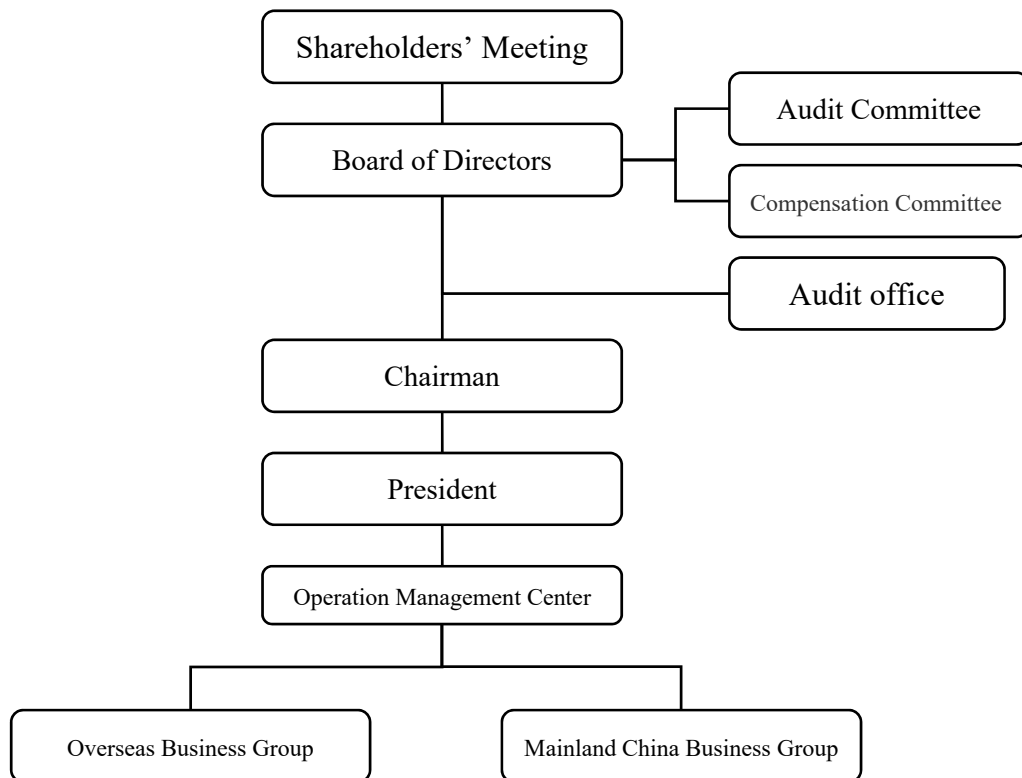 Shareholders’ Meeting
Board of Directors
Audit Committee
Compensation Committee
Audit office
Chairman
President
Operation Management Center
Overseas Business Group
Mainland China Business Group